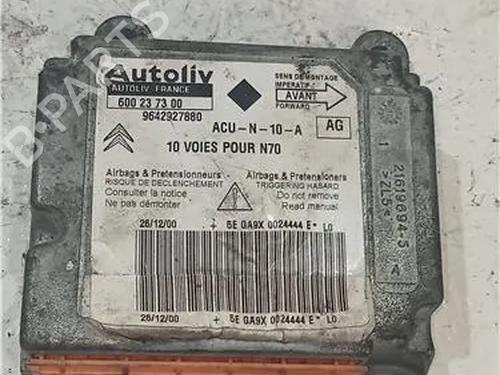 Autoliv
AUTOLIV FRANCE
600 23 73 00
9642927880
SENS DE MONTAGE
IMPERATIF
AVANT
FORWARD
ACU-N-10-A
AG
10 VOIES POUR N70
Airbags & Pretensionneurs
RISQUE DE DECLENCHEMENT
Consulter la notice
Ne pas démonter
Airbags & Pretensioners
TRIGGERING HASARD
Do not remove
Read manual
26/12/00 + 5E GA9X 0024444 E* L0
26/12/00 + 5E GA9X 0024444 E* L0
1
21619694-5
>ZL5<
A
B-PARTS